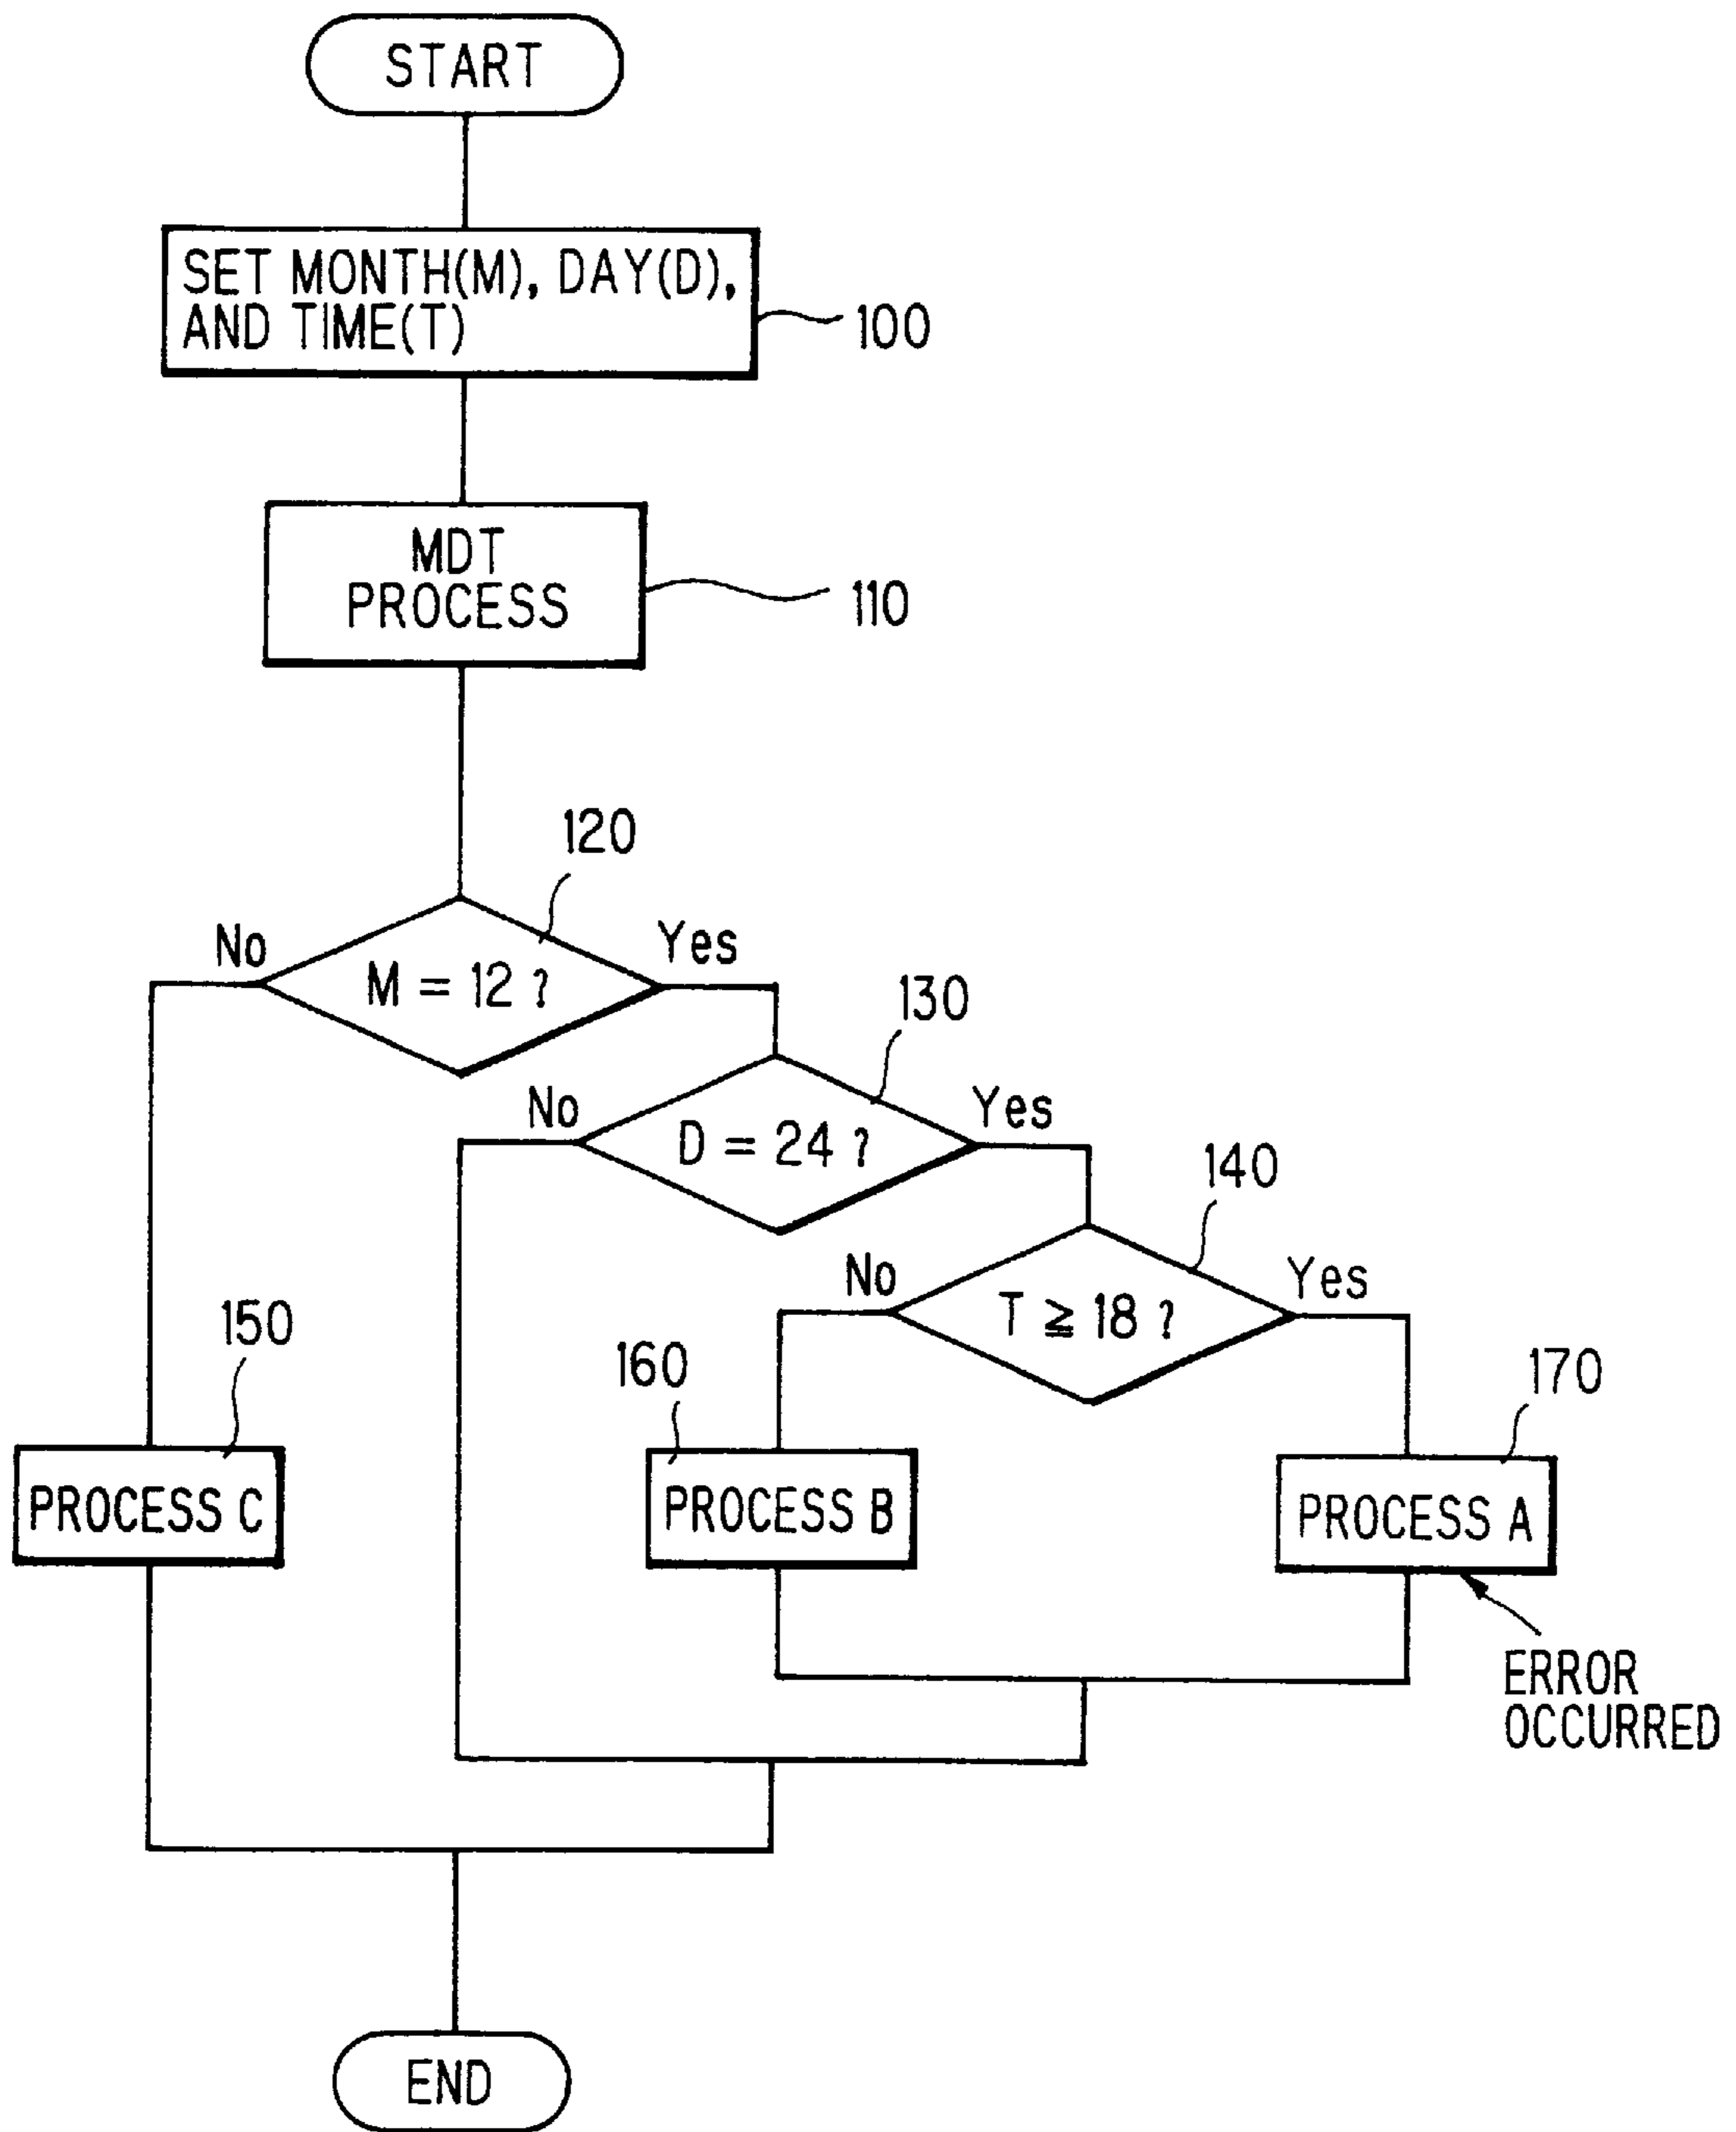 START
SET MONTH(M), DAY(D),
AND TIME(T)
100
MDT
PROCESS
110
120
No
Yes
M = 12 ?
130
No
Yes
D = 24 ?
140
No
Yes
T ≧ 18 ?
150
160
170
PROCESS C
PROCESS B
PROCESS A
ERROR
OCCURRED
END